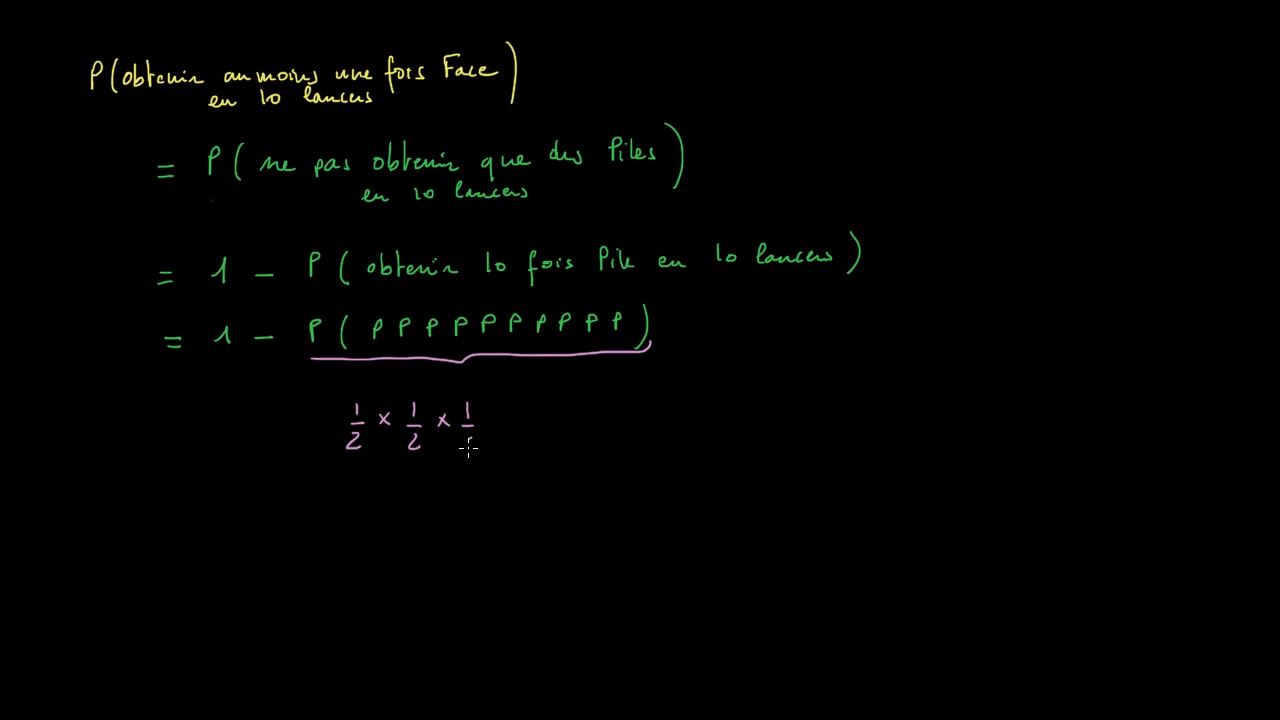 P(obtenir au moins une fois Face)
en 10 lancers
= P( ne pas obtenir que des Piles)
en 10 lancers
= 1 - P( obtenir 10 fois Pile en 10 lancers)
= 1 - P( P P P P P P P P P P )
1/2 × 1/2 × 1/